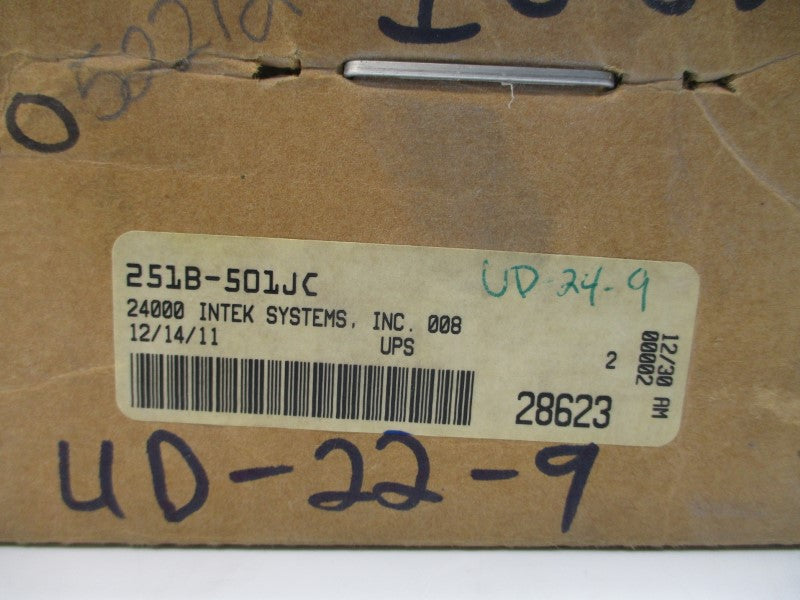 251B-501JC
UD-24-9
24000 INTEK SYSTEMS, INC. 008
12/14/11 UPS
2
28623
12/30 AM
00002
UD-22-9